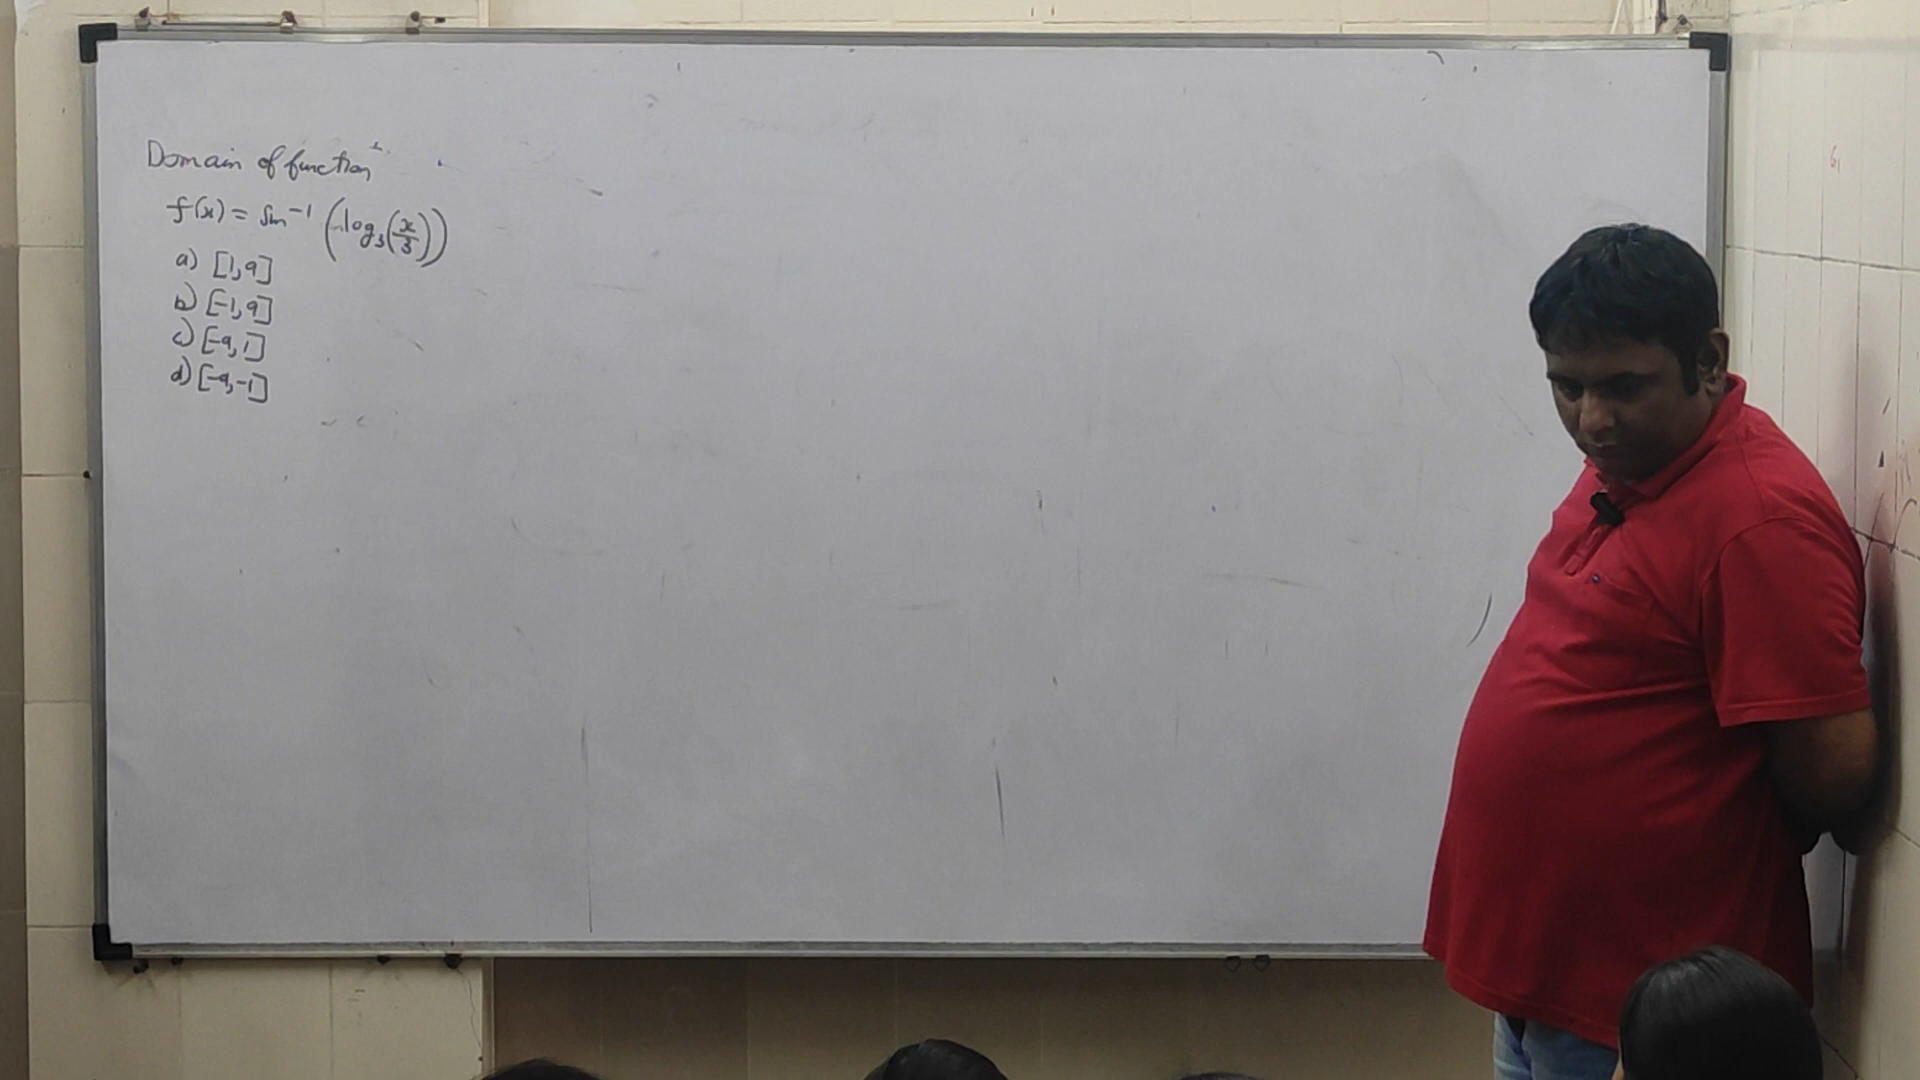 Domain of function
f(x) = Sin⁻¹ (log₃(x/3))
a) [1,9]
b) [-1,9]
c) [-9,1]
d) [-9,-1]